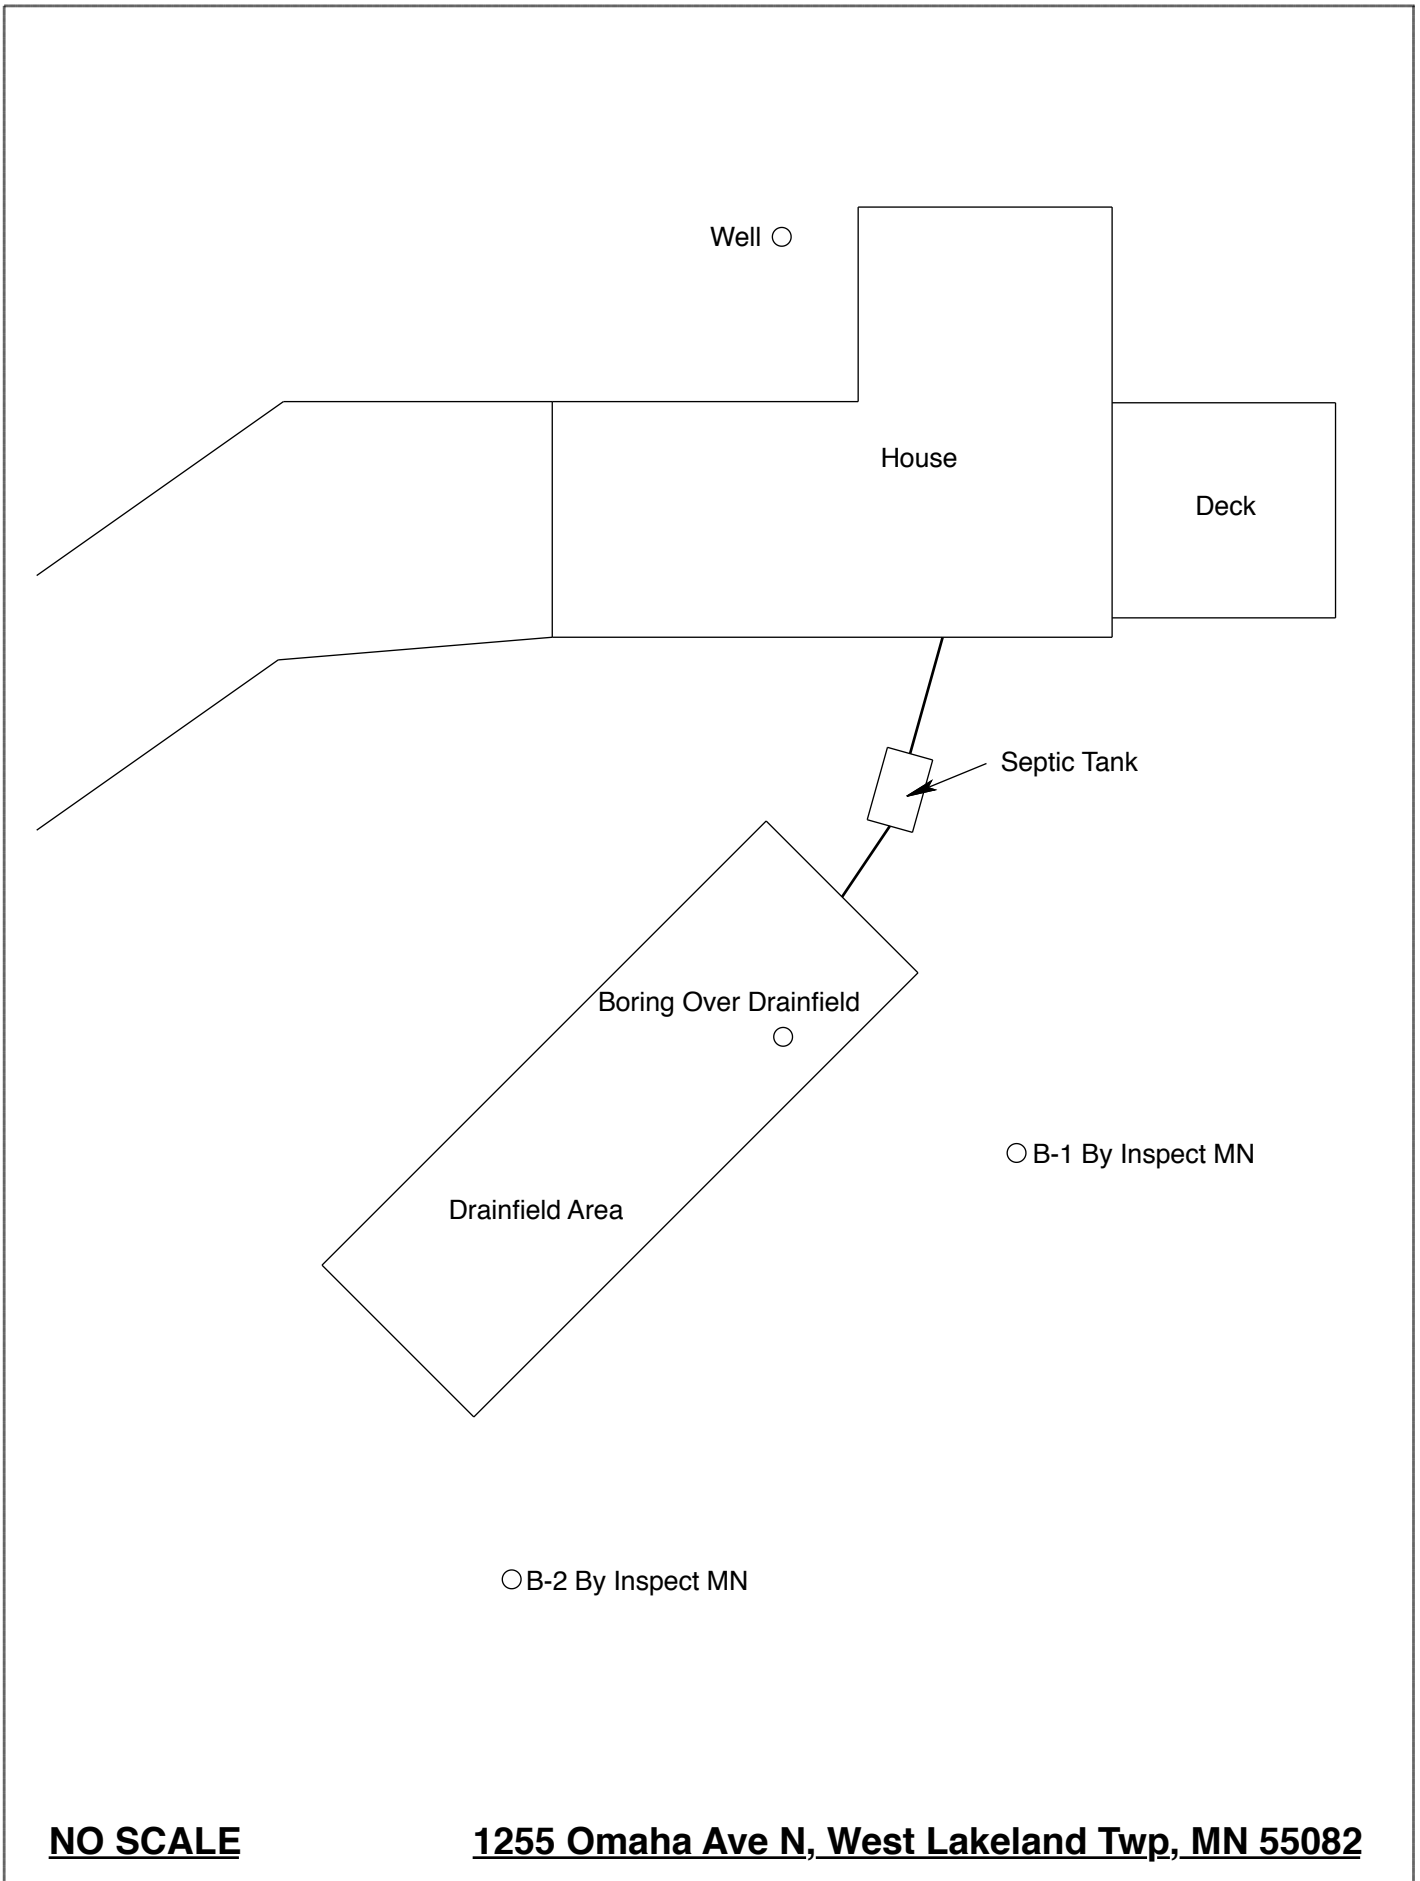 Well
House
Deck
Septic Tank
Boring Over Drainfield
B-1 By Inspect MN
Drainfield Area
B-2 By Inspect MN
NO SCALE
1255 Omaha Ave N, West Lakeland Twp, MN 55082